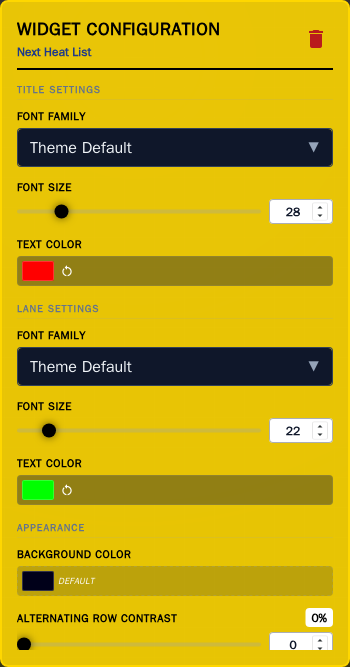 WIDGET CONFIGURATION
Next Heat List
TITLE SETTINGS
FONT FAMILY
Theme Default
FONT SIZE
28
TEXT COLOR
LANE SETTINGS
FONT FAMILY
Theme Default
FONT SIZE
22
TEXT COLOR
APPEARANCE
BACKGROUND COLOR
DEFAULT
ALTERNATING ROW CONTRAST 0%
0